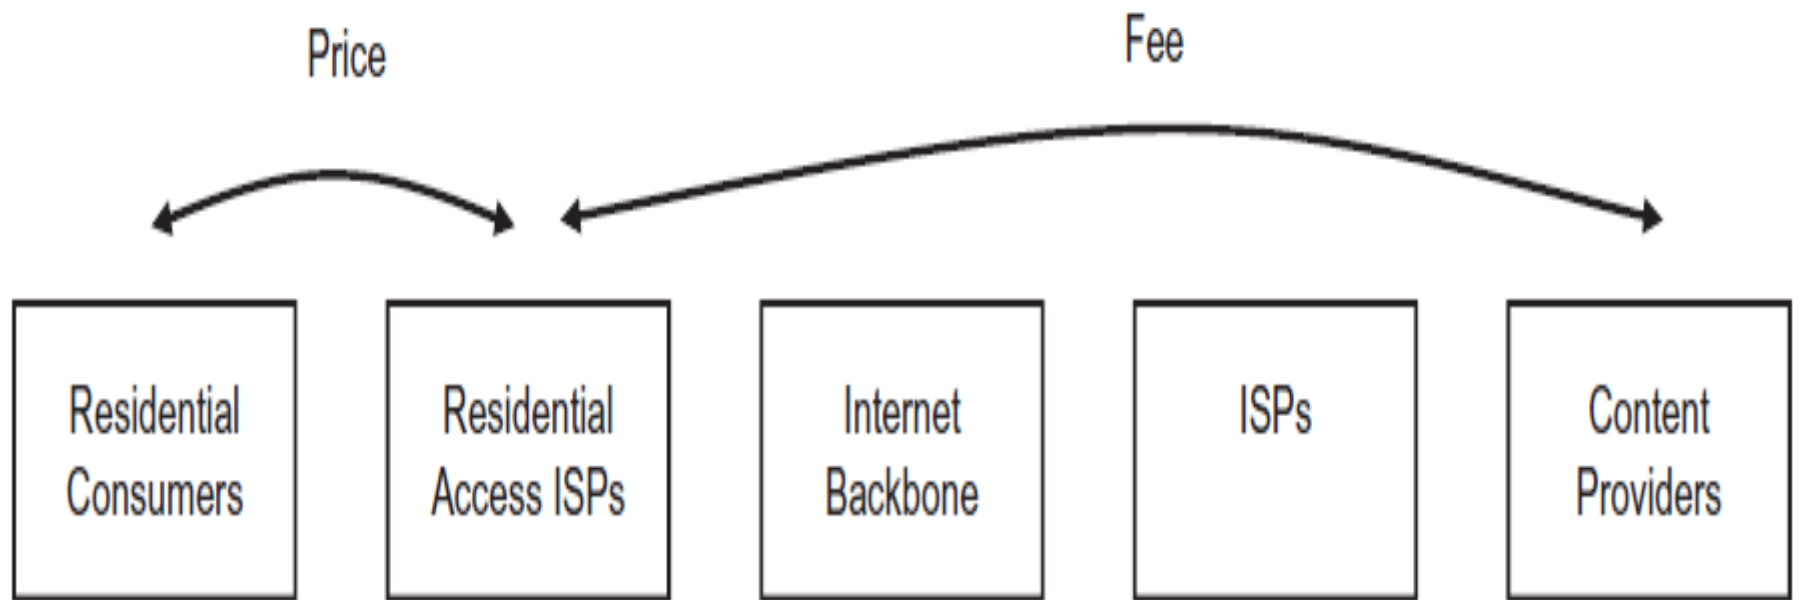 Price
Fee
Residential
Consumers
Residential
Access ISPs
Internet
Backbone
ISPs
Content
Providers